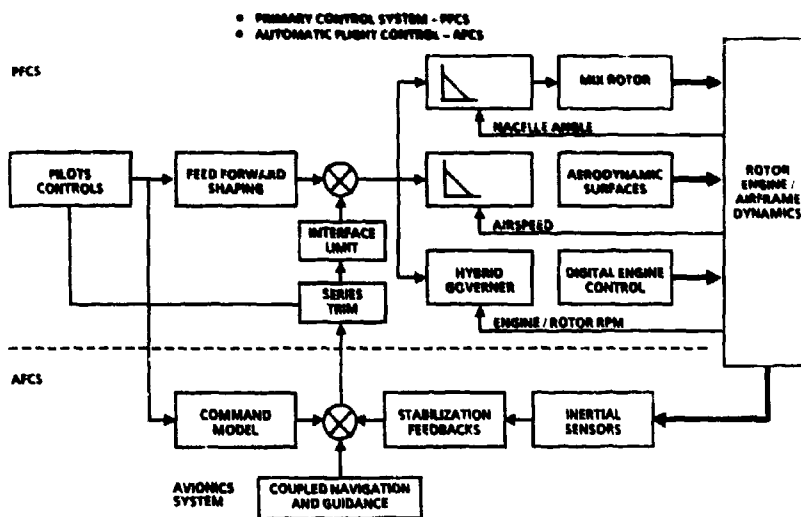 • PRIMARY CONTROL SYSTEM - PFCS
• AUTOMATIC FLIGHT CONTROL - AFCS
PFCS
MIX ROTOR
NACELLE ANGLE
PILOTS
CONTROLS
FEED FORWARD
SHAPING
AERODYNAMIC
SURFACES
AIRSPEED
ROTOR
ENGINE /
AIRFRAME
DYNAMICS
INTERFACE
LIMIT
SERIES
TRIM
HYBRID
GOVERNER
DIGITAL ENGINE
CONTROL
ENGINE / ROTOR RPM
AFCS
COMMAND
MODEL
STABILIZATION
FEEDBACKS
INERTIAL
SENSORS
AVIONICS
SYSTEM
COUPLED NAVIGATION
AND GUIDANCE